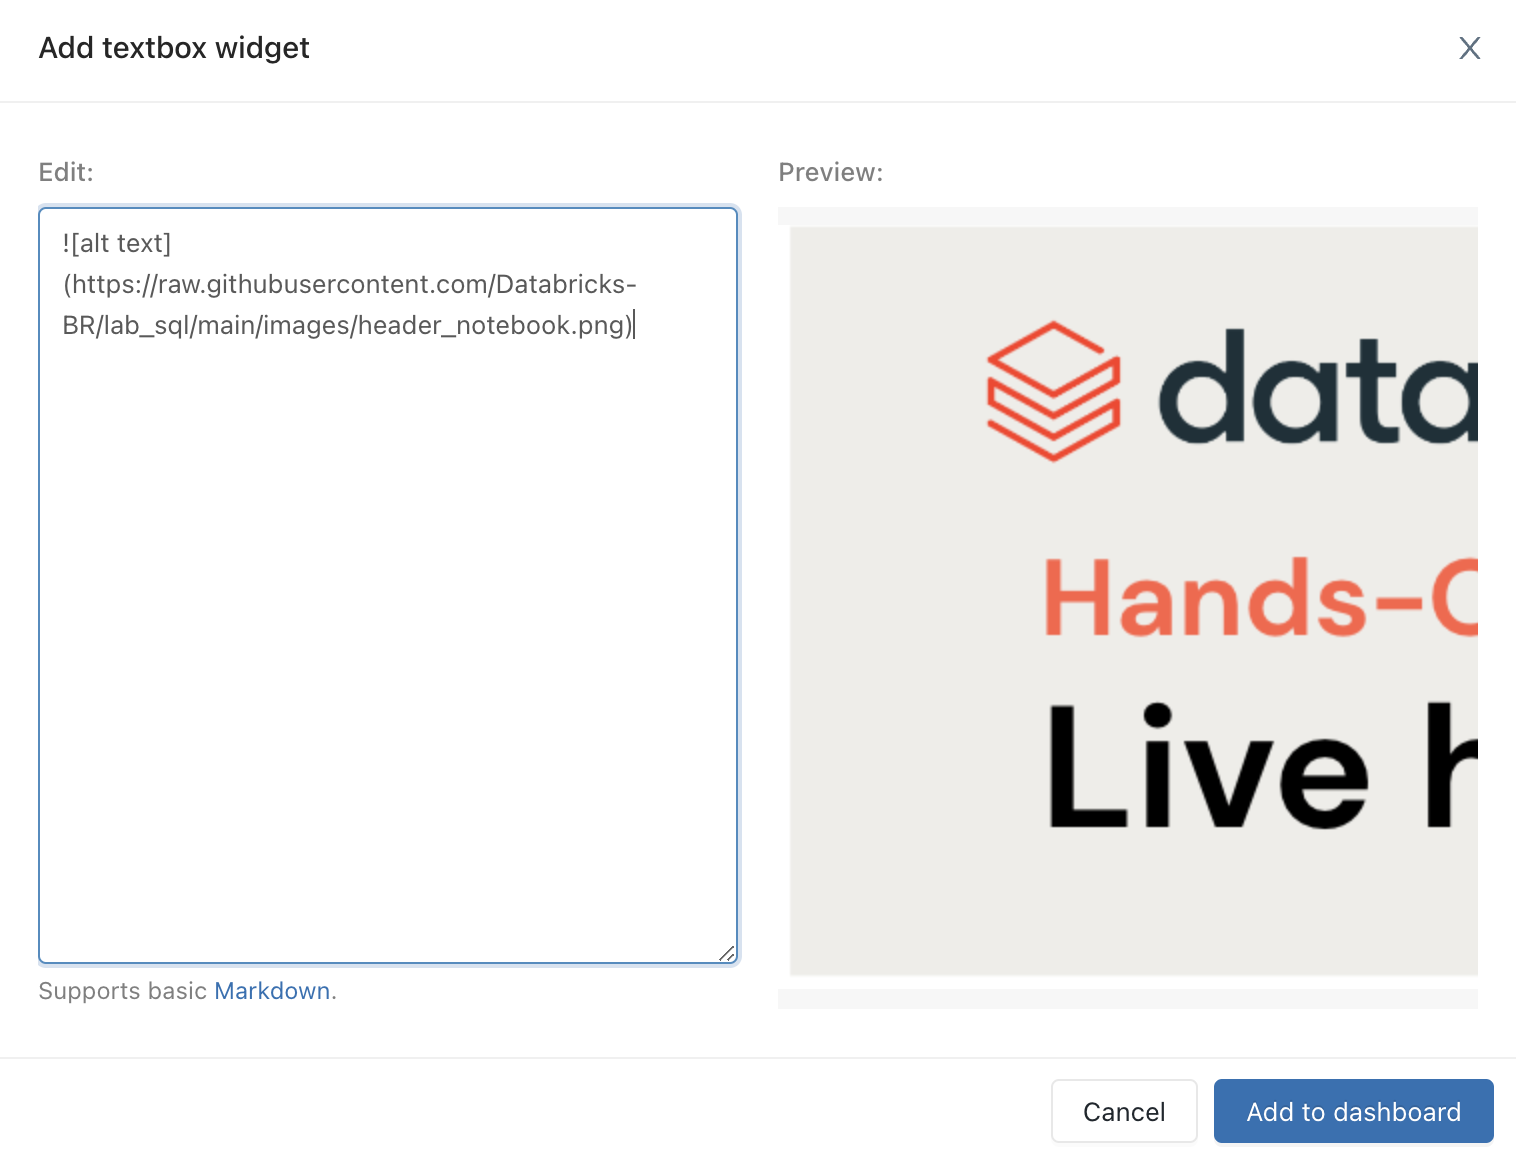 Add textbox widget
X
Edit:
Preview:
![alt text]
(https://raw.githubusercontent.com/Databricks-
BR/lab_sql/main/images/header_notebook.png)
data
Hands-
Live
Supports basic Markdown.
Cancel
Add to dashboard